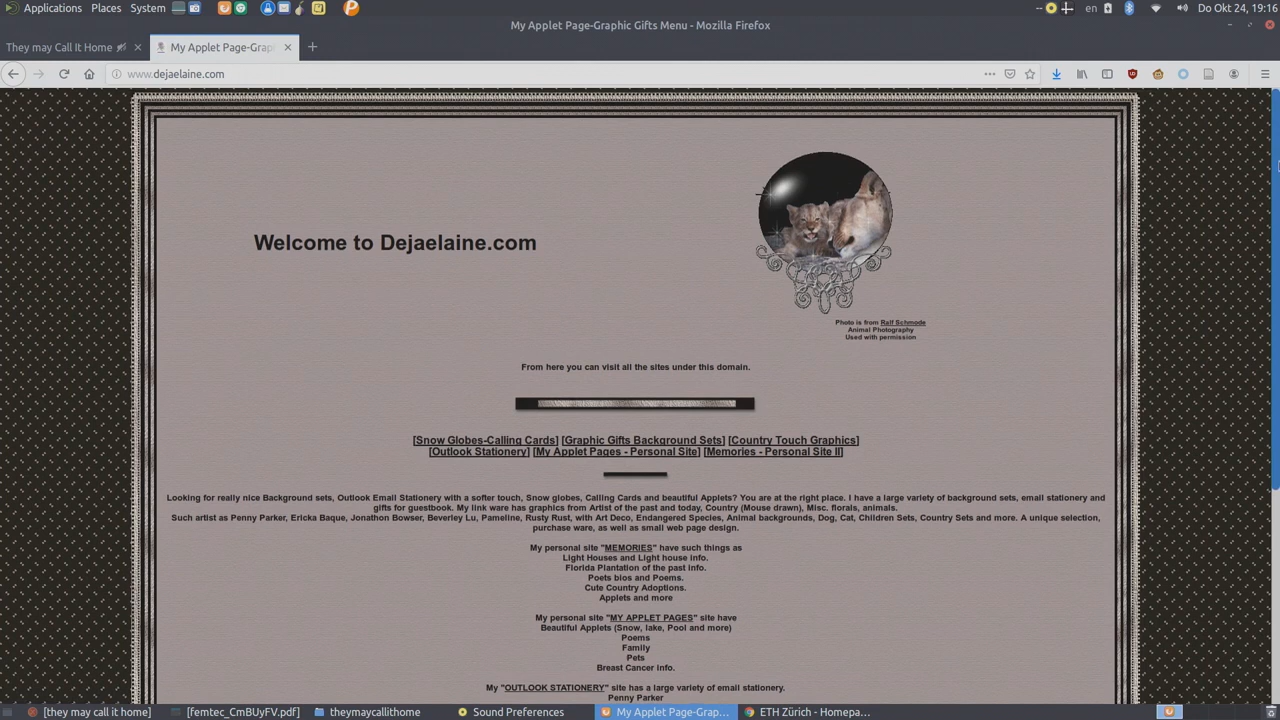 Applications Places System en Do Okt 24, 19:16
My Applet Page-Graphic Gifts Menu - Mozilla Firefox
They may Call It Home My Applet Page-Grap
www.dejaelaine.com
Welcome to Dejaelaine.com
Photo is from Ralf Schmode
Animal Photography
Used with permission
From here you can visit all the sites under this domain.
[Snow Globes-Calling Cards] [Graphic Gifts Background Sets] [Country Touch Graphics]
[Outlook Stationery] [My Applet Pages - Personal Site] [Memories - Personal Site II]
Looking for really nice Background sets, Outlook Email Stationery with a softer touch, Snow globes, Calling Cards and beautiful Applets? You are at the right place. I have a large variety of background sets, email stationery and
gifts for guestbook. My link ware has graphics from Artist of the past and today, Country (Mouse drawn), Misc. florals, animals.
Such artist as Penny Parker, Ericka Baque, Jonathon Bowser, Beverley Lu, Pameline, Rusty Rust, with Art Deco, Endangered Species, Animal backgrounds, Dog, Cat, Children Sets, Country Sets and more. A unique selection,
purchase ware, as well as small web page design.
My personal site "MEMORIES" have such things as
Light Houses and Light house info.
Florida Plantation of the past info.
Poets bios and Poems.
Cute Country Adoptions.
Applets and more
My personal site "MY APPLET PAGES" site have
Beautiful Applets (Snow, lake, Pool and more)
Poems
Family
Pets
Breast Cancer info.
My "OUTLOOK STATIONERY" site has a large variety of email stationery.
Penny Parker
[they may call it home] [femtec_CmBUyFV.pdf] theymaycallithome Sound Preferences My Applet Page-Grap... ETH Zürich - Homepa...